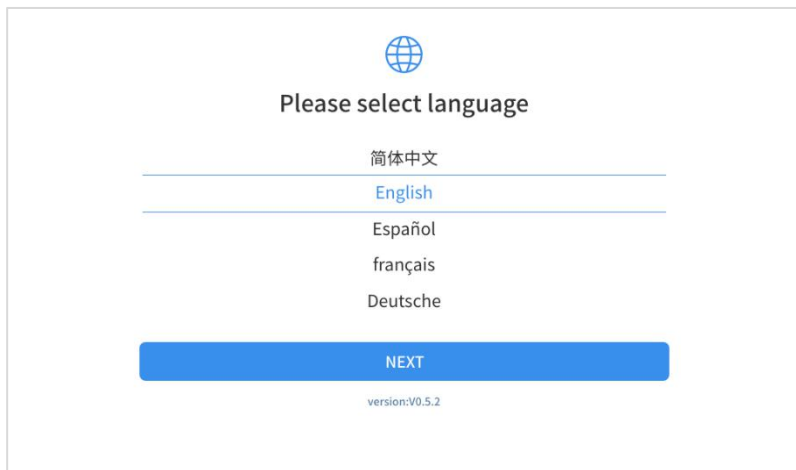 Please select language
简体中文
English
Español
français
Deutsche
NEXT
version:V0.5.2